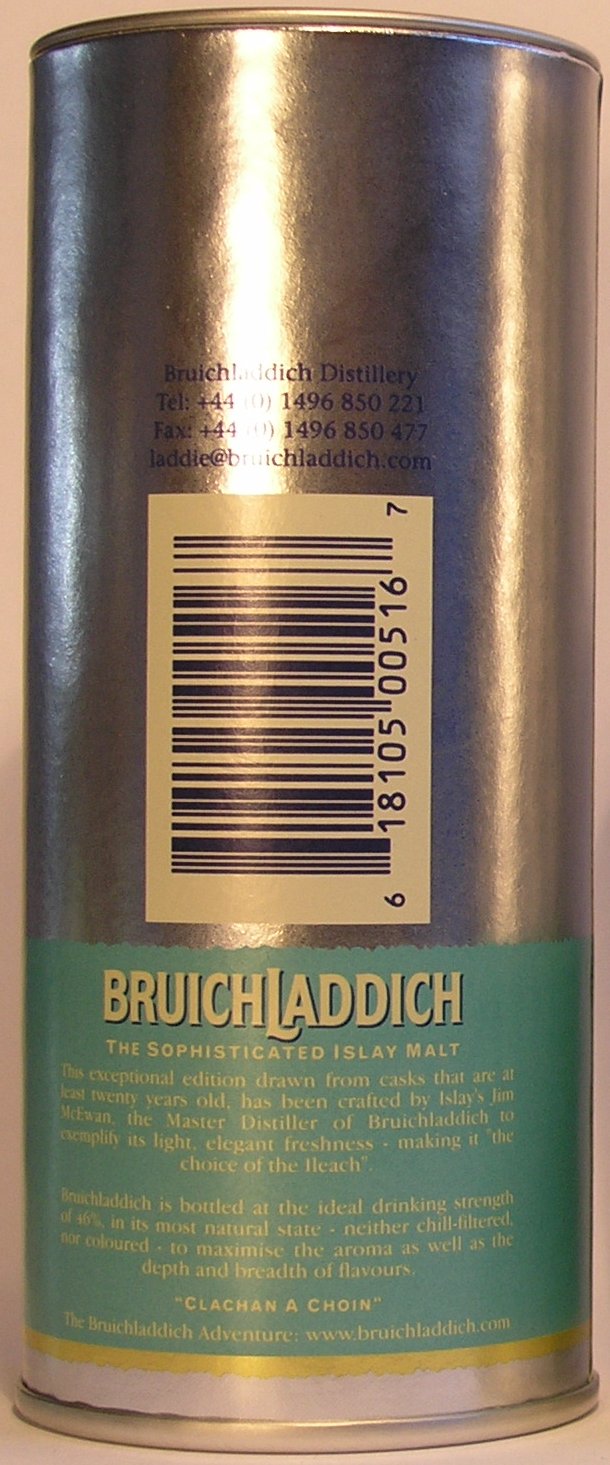 Bruichladdich Distillery
Tel: +44 (0) 1496 850 221
Fax: +44 (0) 1496 850 477
laddie@bruichladdich.com
6 18105 00516 7
BRUICHLADDICH
THE SOPHISTICATED ISLAY MALT
This exceptional edition drawn from casks that are at
least twenty years old, has been crafted by Islay's Jim
McEwan, the Master Distiller of Bruichladdich to
exemplify its light, elegant freshness - making it "the
choice of the Ileach".
Bruichladdich is bottled at the ideal drinking strength
of 46%, in its most natural state - neither chill-filtered,
nor coloured - to maximise the aroma as well as the
depth and breadth of flavours.
"CLACHAN A CHOIN"
The Bruichladdich Adventure: www.bruichladdich.com